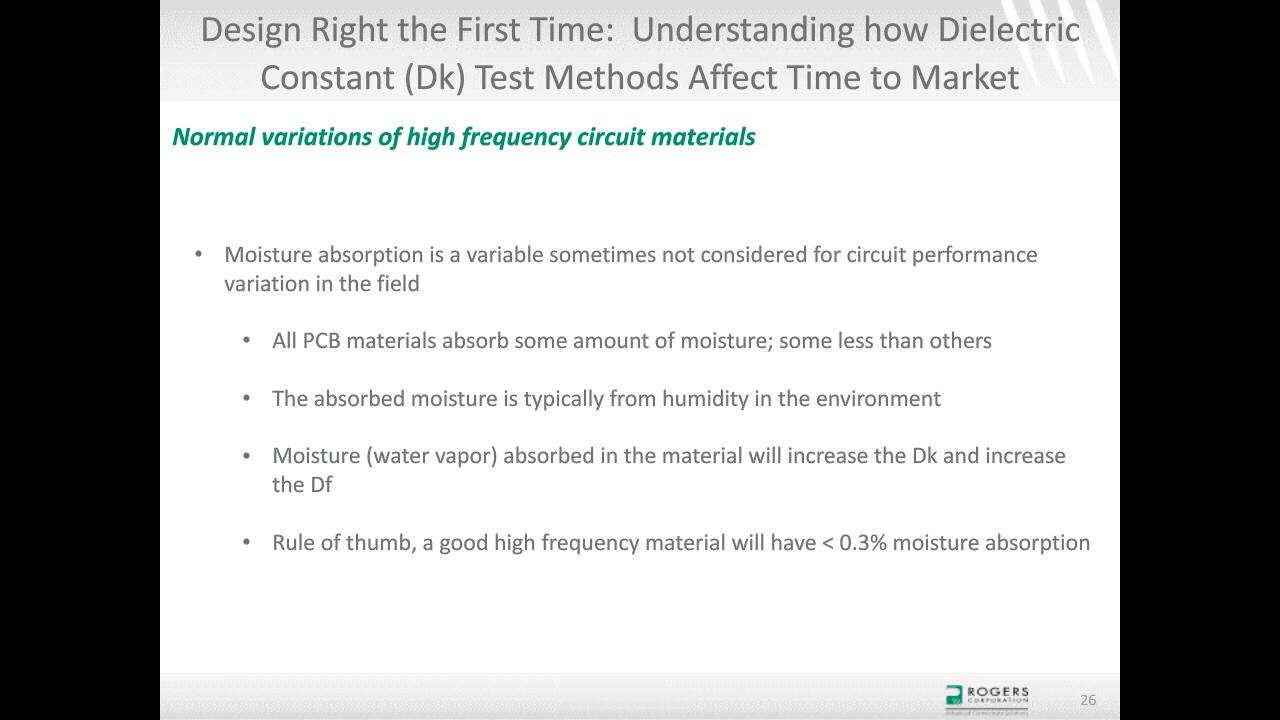 Design Right the First Time: Understanding how Dielectric
Constant (Dk) Test Methods Affect Time to Market
Normal variations of high frequency circuit materials
• Moisture absorption is a variable sometimes not considered for circuit performance
variation in the field
• All PCB materials absorb some amount of moisture; some less than others
• The absorbed moisture is typically from humidity in the environment
• Moisture (water vapor) absorbed in the material will increase the Dk and increase
the Df
• Rule of thumb, a good high frequency material will have < 0.3% moisture absorption
ROGERS
CORPORATION
Advanced Connectivity Solutions
26